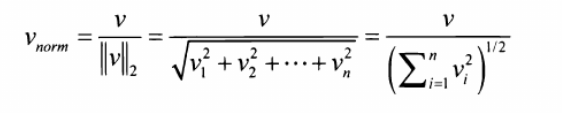 v_norm = v / ‖v‖₂ = v / √(v₁² + v₂² + ⋯ + vₙ²) = v / (∑ᵢ₌₁ⁿ vᵢ²)^1/2